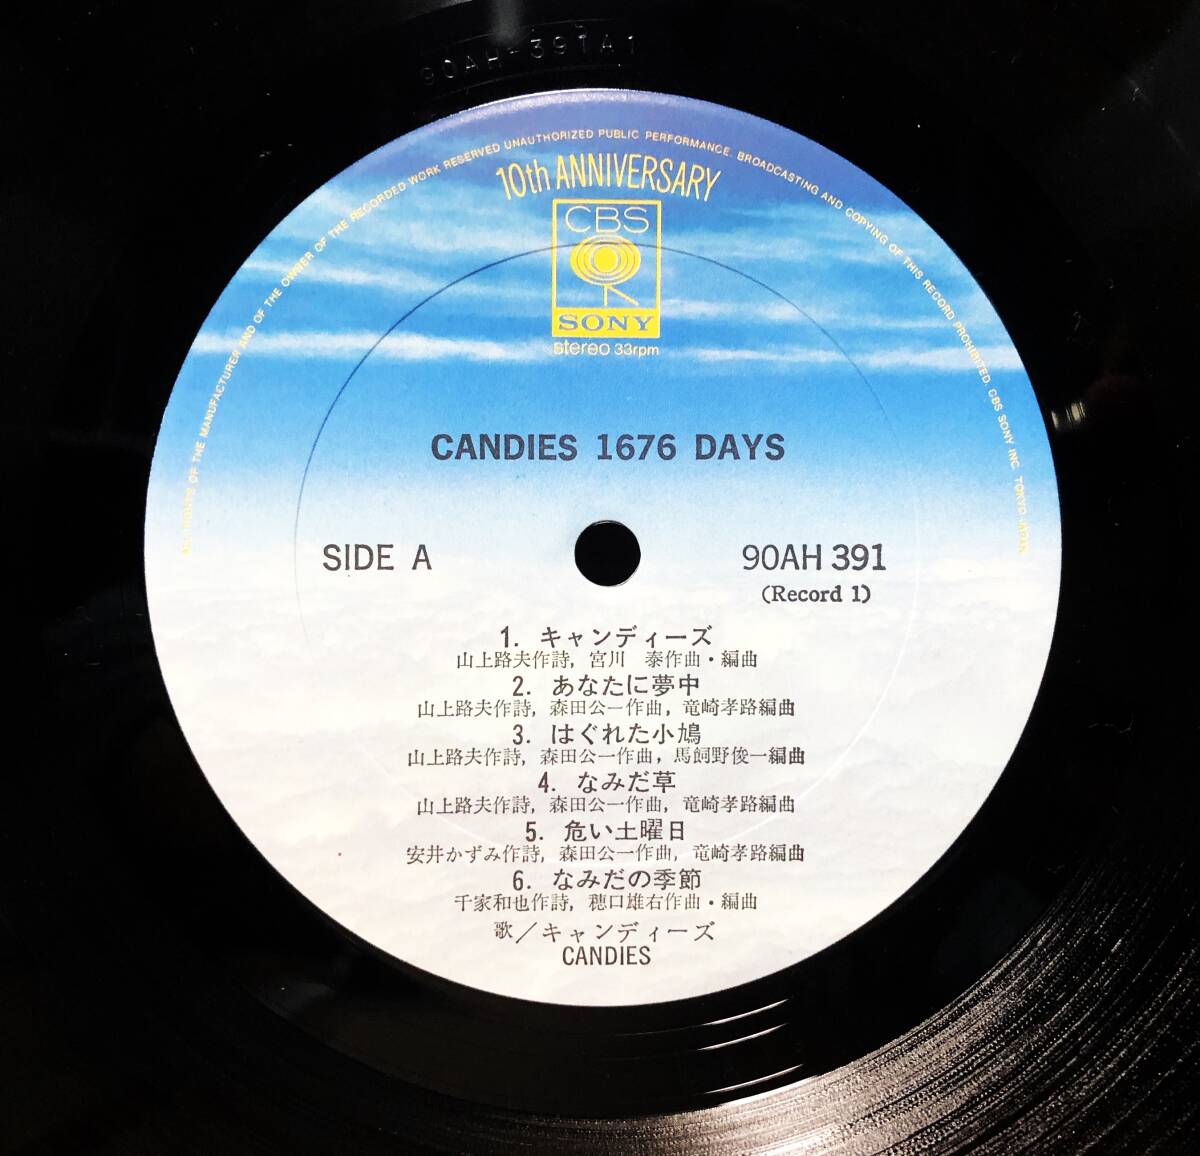 90AH-391A1
ALL RIGHTS OF THE MANUFACTURER AND OF THE OWNER OF THE RECORDED WORK RESERVED UNAUTHORIZED PUBLIC PERFORMANCE. BROADCASTING AND COPYING OF THIS RECORD PROHIBITED. CBS SONY INC. TOKYO JAPAN.
10th ANNIVERSARY
CBS
SONY
stereo 33rpm
CANDIES 1676 DAYS
SIDE A
90AH 391
(Record 1)
1. キャンディーズ
山上路夫作詩, 宮川 泰作曲・編曲
2. あなたに夢中
山上路夫作詩, 森田公一作曲, 竜崎孝路編曲
3. はぐれた小鳩
山上路夫作詩, 森田公一作曲, 馬飼野俊一編曲
4. なみだ草
山上路夫作詩, 森田公一作曲, 竜崎孝路編曲
5. 危い土曜日
安井かずみ作詩, 森田公一作曲, 竜崎孝路編曲
6. なみだの季節
千家和也作詩, 穂口雄右作曲・編曲
歌/キャンディーズ
CANDIES